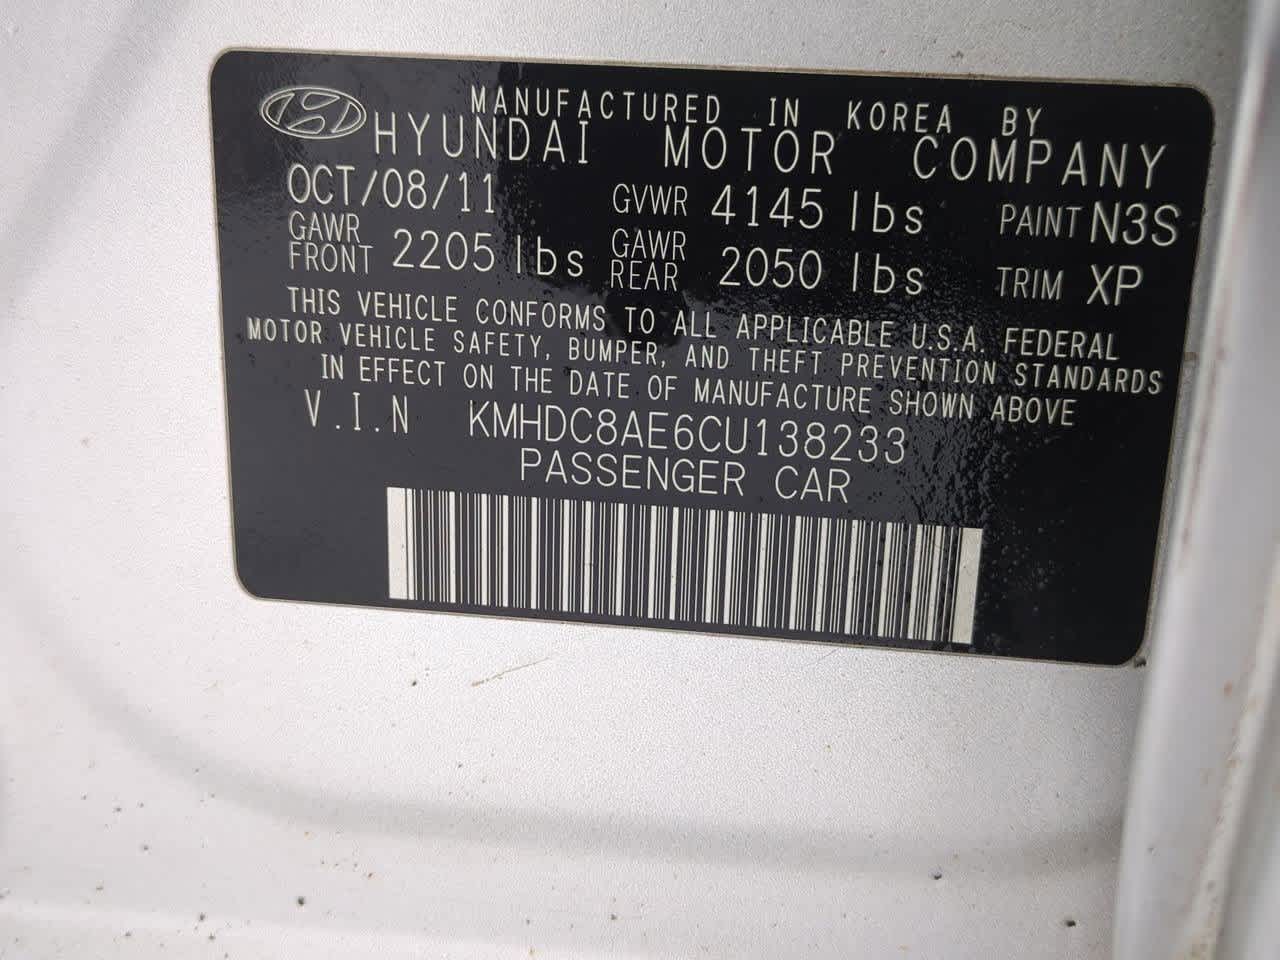 MANUFACTURED IN KOREA BY
HYUNDAI MOTOR COMPANY
OCT/08/11 GVWR 4145 lbs PAINT N3S
GAWR FRONT 2205 lbs GAWR REAR 2050 lbs TRIM XP
THIS VEHICLE CONFORMS TO ALL APPLICABLE U.S.A. FEDERAL
MOTOR VEHICLE SAFETY, BUMPER, AND THEFT PREVENTION STANDARDS
IN EFFECT ON THE DATE OF MANUFACTURE SHOWN ABOVE
V.I.N KMHDC8AE6CU138233
PASSENGER CAR